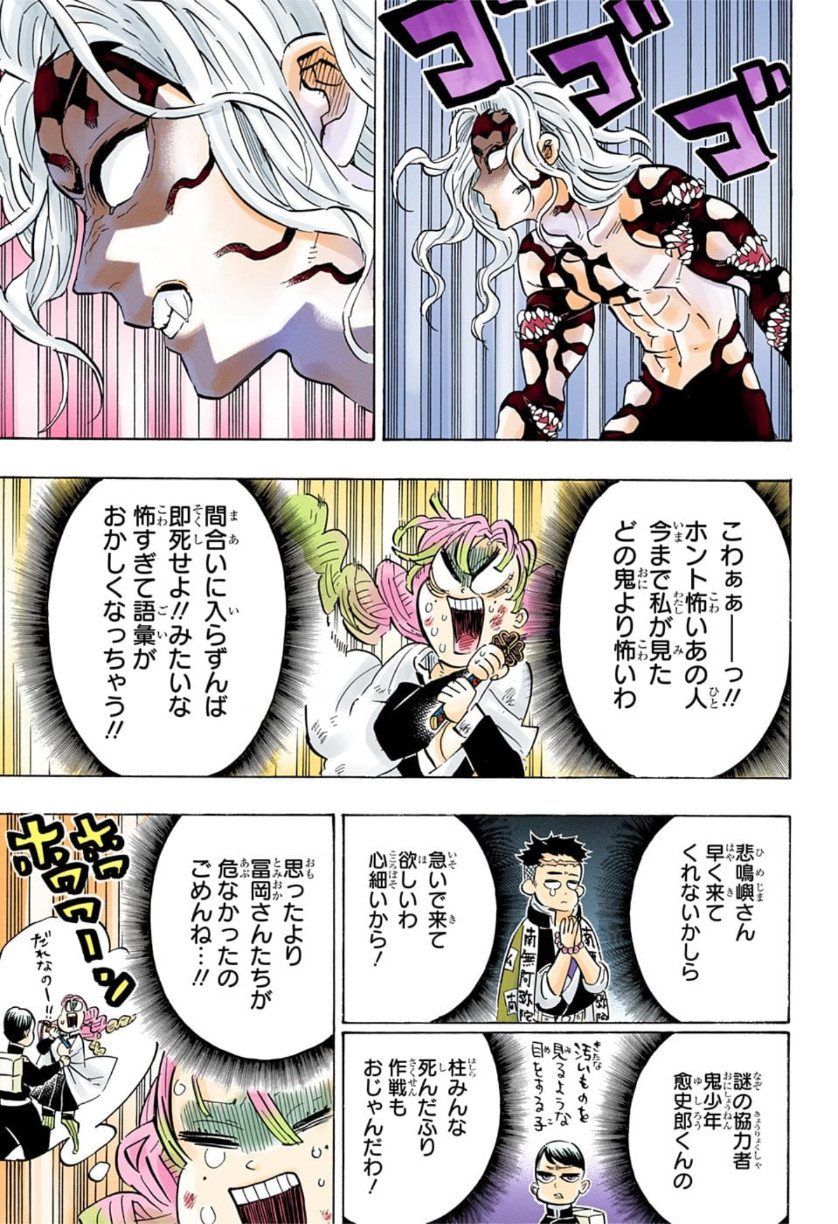 ゴゴゴゴ
こわぁぁ――っ!!
ホント怖いあの人
今まで私が見た
どの鬼より怖いわ
間合いに入らずんば
即死せよ!!みたいな
怖すぎて語彙が
おかしくなっちゃう!!
悲鳴嶼さん
早く来て
くれないかしら
急いで来て
欲しいわ
心細いから!
南無阿弥陀
謎の協力者
鬼少年
愈史郎くんの
汚いものを
見るような
目をする子
柱みんな
死んだふり
作戦も
おじゃんだわ!
思ったより
冨岡さんたちが
危なかったの
ごめんね…!!
ホワワーン
だれなのー!!